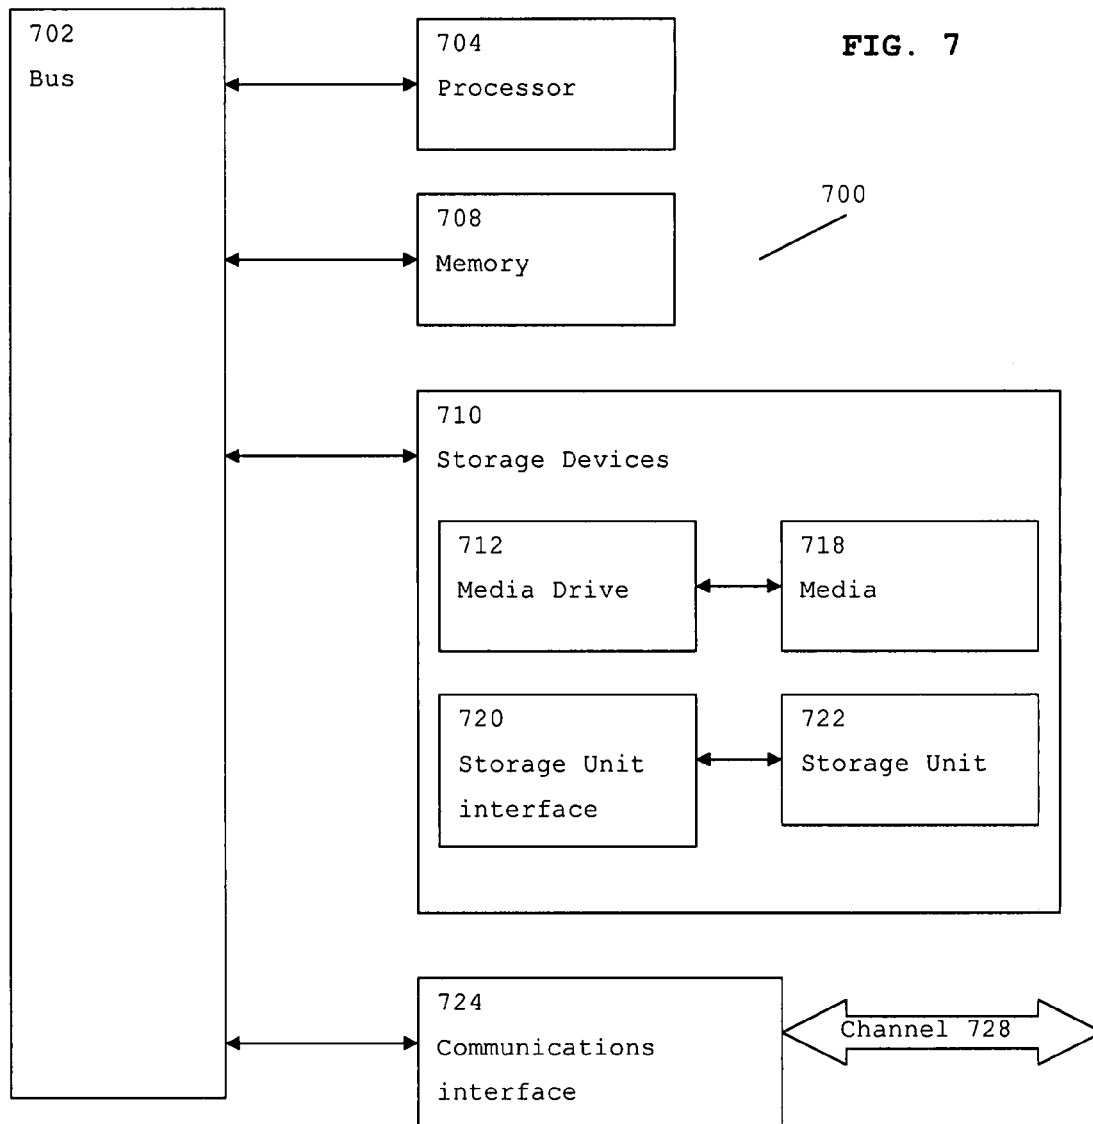 702
Bus
704
Processor
FIG. 7
708
Memory
700
710
Storage Devices
712
Media Drive
718
Media
720
Storage Unit
interface
722
Storage Unit
724
Communications
interface
Channel 728